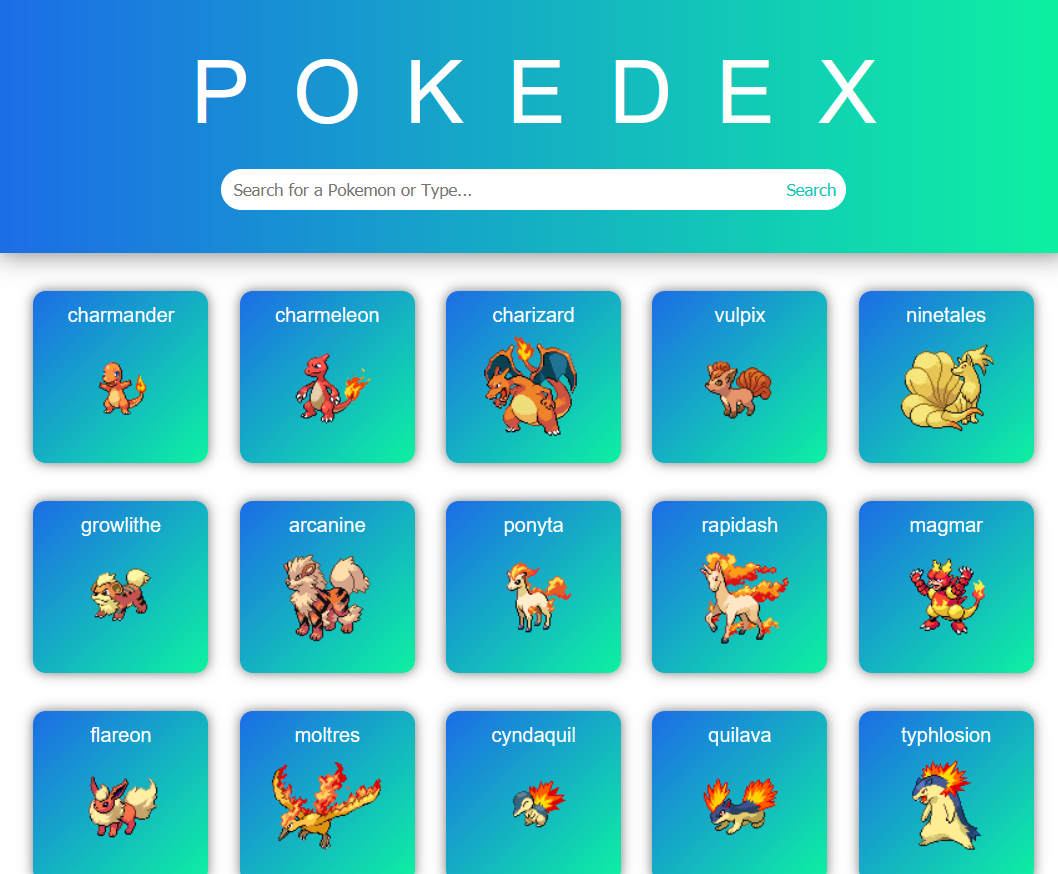 POKEDEX
Search for a Pokemon or Type... Search
charmander charmeleon charizard vulpix ninetales
growlithe arcanine ponyta rapidash magmar
flareon moltres cyndaquil quilava typhlosion